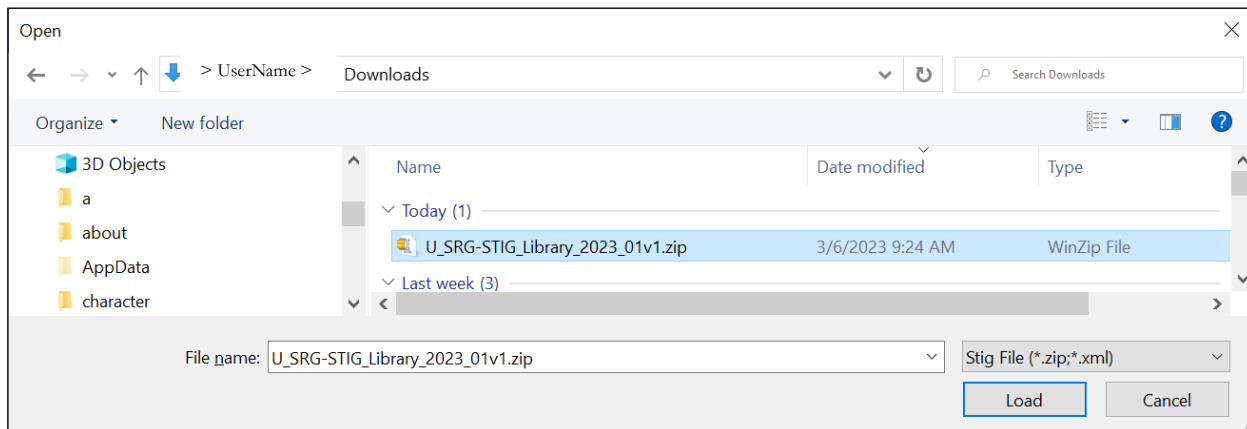 Open
> UserName > Downloads
Search Downloads
Organize New folder
?
3D Objects
a
about
AppData
character
Name Date modified Type
Today (1)
U_SRG-STIG_Library_2023_01v1.zip 3/6/2023 9:24 AM WinZip File
Last week (3)
File name: U_SRG-STIG_Library_2023_01v1.zip Stig File (*.zip;*.xml)
Load Cancel